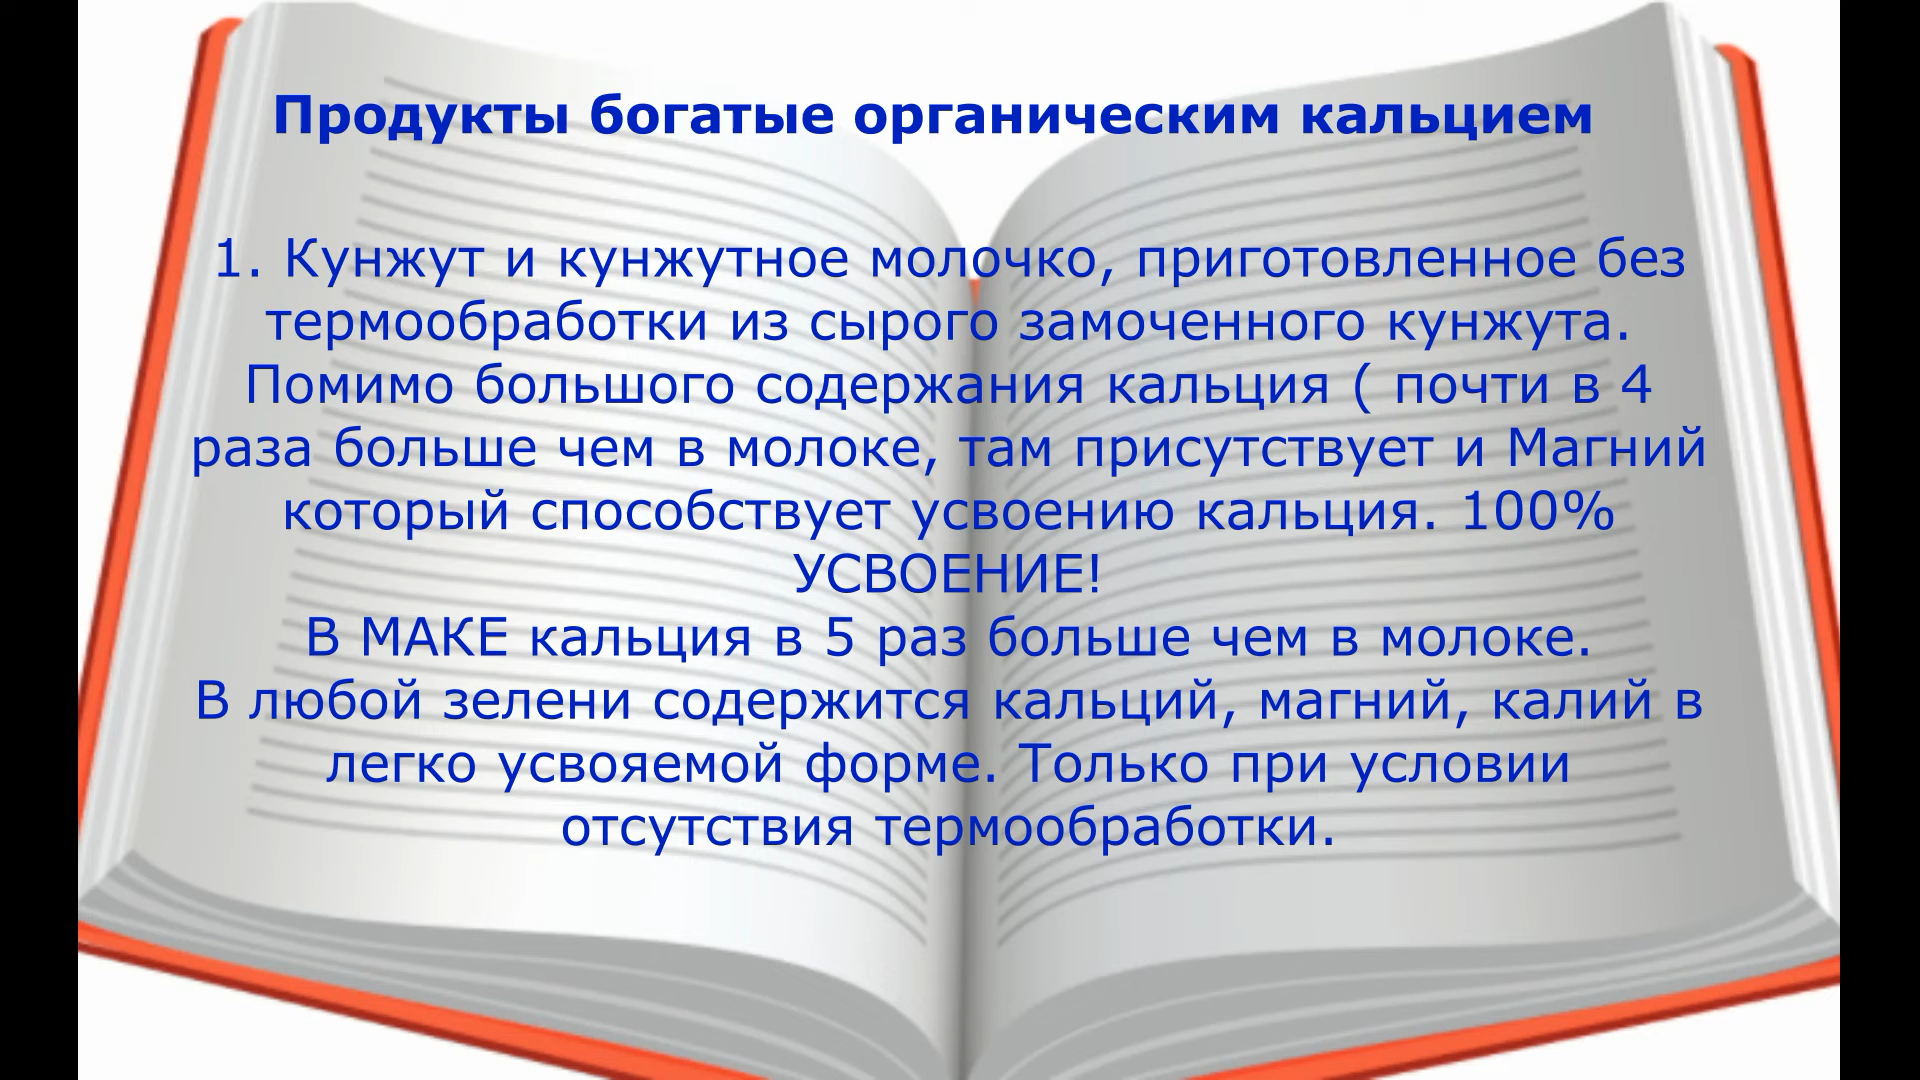 Продукты богатые органическим кальцием
1. Кунжут и кунжутное молочко, приготовленное без
термообработки из сырого замоченного кунжута.
Помимо большого содержания кальция ( почти в 4
раза больше чем в молоке, там присутствует и Магний
который способствует усвоению кальция. 100%
УСВОЕНИЕ!
В МАКЕ кальция в 5 раз больше чем в молоке.
В любой зелени содержится кальций, магний, калий в
легко усвояемой форме. Только при условии
отсутствия термообработки.